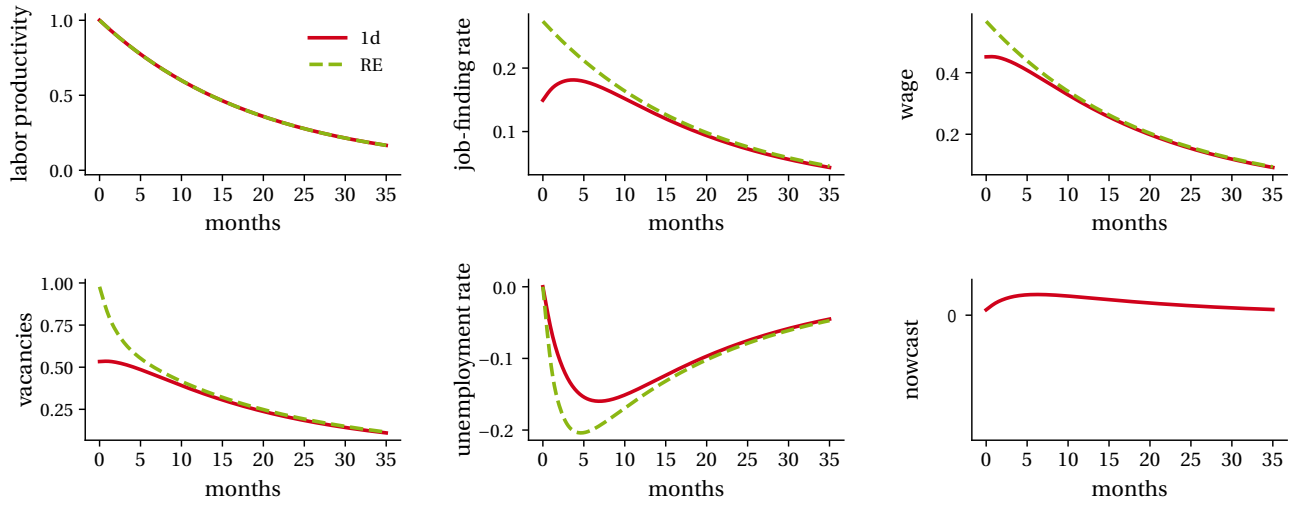 labor productivity
1.0
0.5
0.0
0 5 10 15 20 25 30 35
months
1d
RE
job-finding rate
0.2
0.1
0 5 10 15 20 25 30 35
months
wage
0.4
0.2
0 5 10 15 20 25 30 35
months
vacancies
1.00
0.75
0.50
0.25
0 5 10 15 20 25 30 35
months
unemployment rate
0.0
−0.1
−0.2
0 5 10 15 20 25 30 35
months
nowcast
0
0 5 10 15 20 25 30 35
months